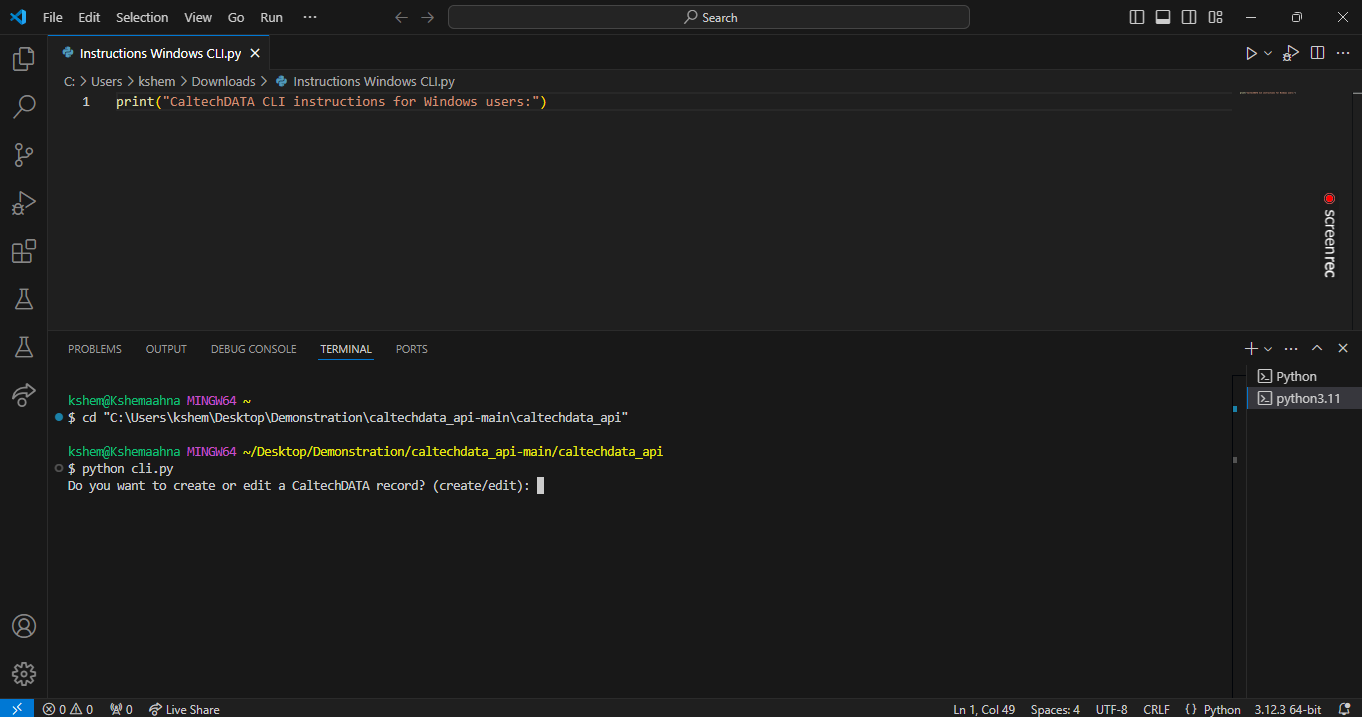 File Edit Selection View Go Run ···
Search
Instructions Windows CLI.py
C: > Users > kshem > Downloads > Instructions Windows CLI.py
1 print("CaltechDATA CLI instructions for Windows users:")
screenrec
PROBLEMS OUTPUT DEBUG CONSOLE TERMINAL PORTS
Python
python3.11
kshem@Kshemaahna MINGW64 ~
$ cd "C:\Users\kshem\Desktop\Demonstration\caltechdata_api-main\caltechdata_api"
kshem@Kshemaahna MINGW64 ~/Desktop/Demonstration/caltechdata_api-main/caltechdata_api
$ python cli.py
Do you want to create or edit a CaltechDATA record? (create/edit):
0 0 0 Live Share Ln 1, Col 49 Spaces: 4 UTF-8 CRLF {} Python 3.12.3 64-bit